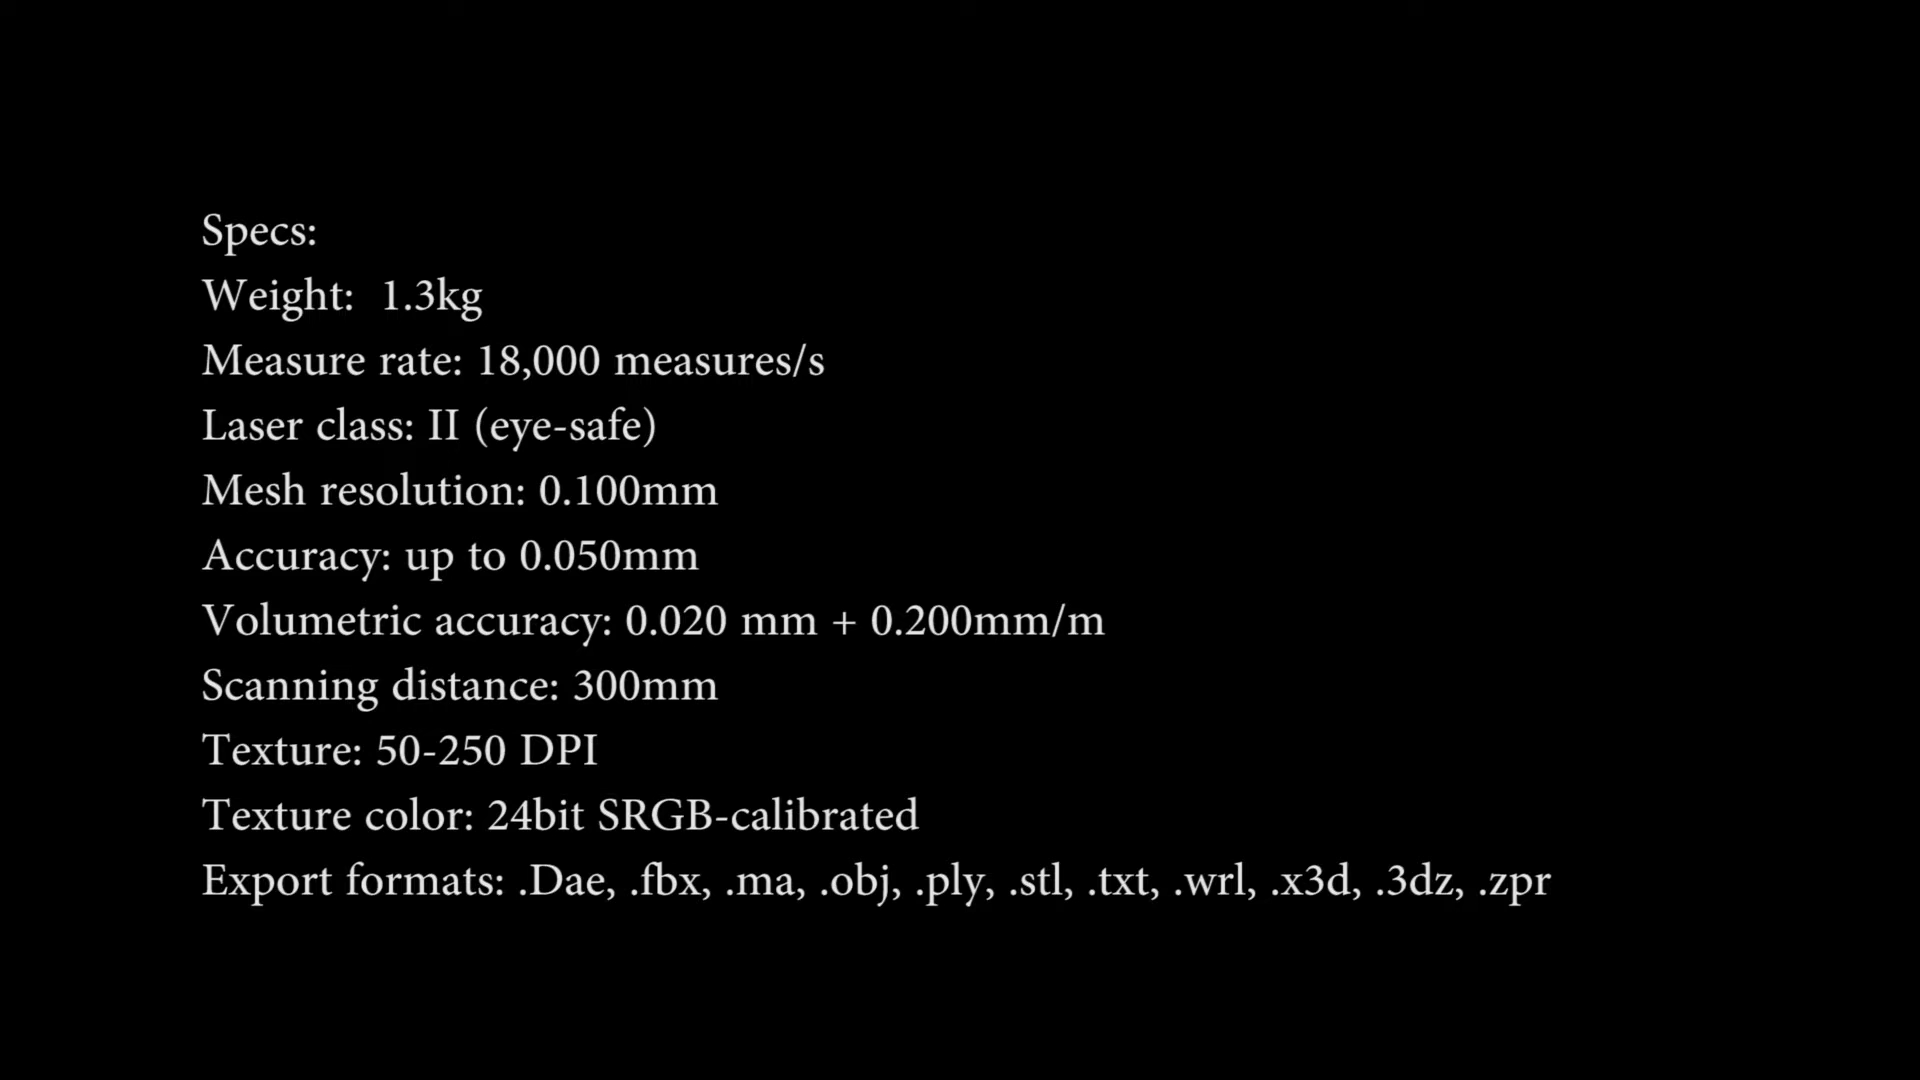 Specs:
Weight:  1.3kg
Measure rate: 18,000 measures/s
Laser class: II (eye-safe)
Mesh resolution: 0.100mm
Accuracy: up to 0.050mm
Volumetric accuracy: 0.020 mm + 0.200mm/m
Scanning distance: 300mm
Texture: 50-250 DPI
Texture color: 24bit SRGB-calibrated
Export formats: .Dae, .fbx, .ma, .obj, .ply, .stl, .txt, .wrl, .x3d, .3dz, .zpr